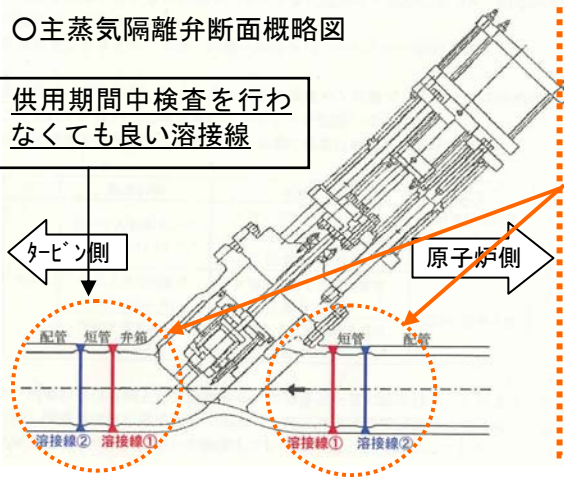 〇主蒸気隔離弁断面概略図
供用期間中検査を行わ
なくても良い溶接線
ﾀｰﾋﾞﾝ側
原子炉側
配管 短管 弁箱
短管 配管
溶接線② 溶接線①
溶接線① 溶接線②